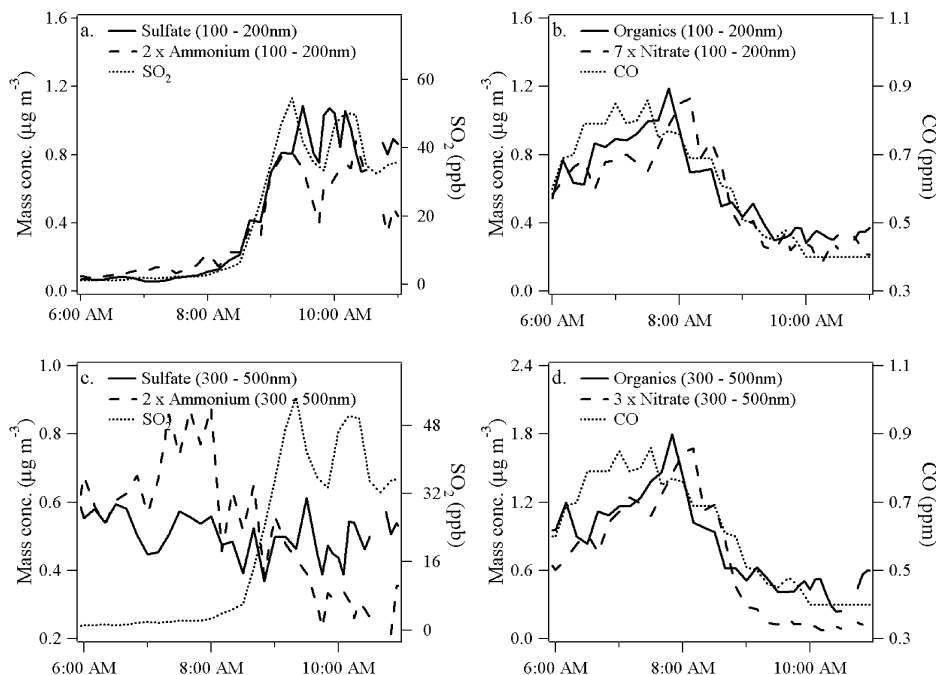 a.
Sulfate (100 - 200nm)
2 x Ammonium (100 - 200nm)
SO2
Mass conc. (µg m-3)
1.6
1.2
0.8
0.4
0.0
60
40
20
0
SO2 (ppb)
6:00 AM 8:00 AM 10:00 AM
b.
Organics (100 - 200nm)
7 x Nitrate (100 - 200nm)
CO
Mass conc. (µg m-3)
1.6
1.2
0.8
0.4
0.0
1.1
0.9
0.7
0.5
0.3
CO (ppm)
6:00 AM 8:00 AM 10:00 AM
c.
Sulfate (300 - 500nm)
2 x Ammonium (300 - 500nm)
SO2
Mass conc. (µg m-3)
1.0
0.8
0.6
0.4
0.2
48
32
16
0
SO2 (ppb)
6:00 AM 8:00 AM 10:00 AM
d.
Organics (300 - 500nm)
3 x Nitrate (300 - 500nm)
CO
Mass conc. (µg m-3)
2.4
1.8
1.2
0.6
0.0
1.1
0.9
0.7
0.5
0.3
CO (ppm)
6:00 AM 8:00 AM 10:00 AM